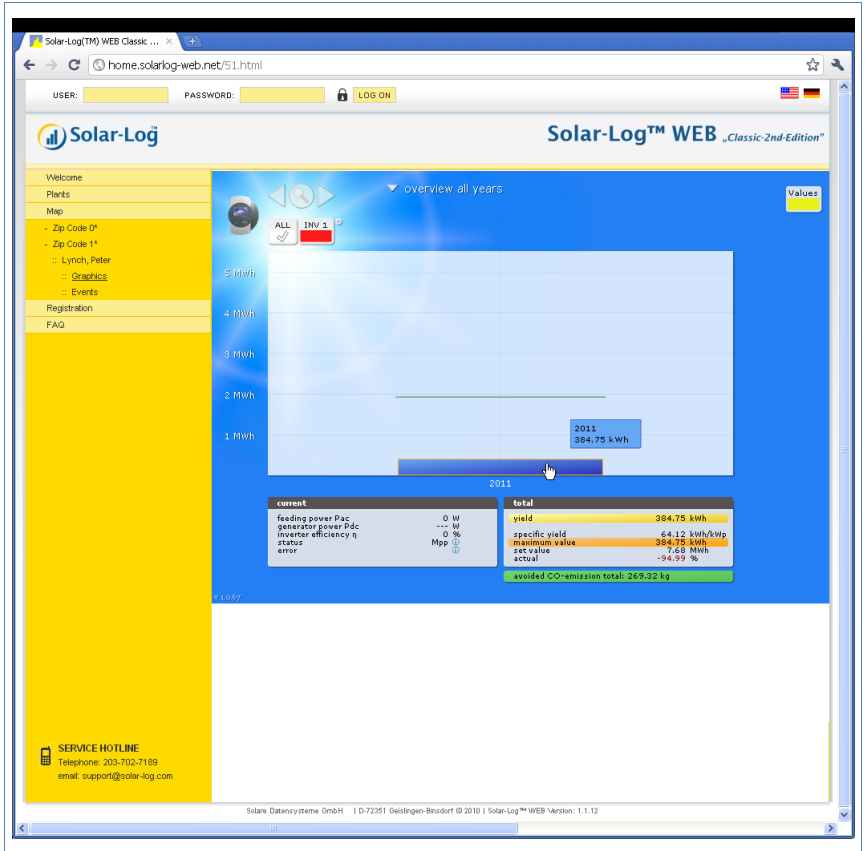 Solar-Log(TM) WEB Classic ...
home.solarlog-web.net/51.html
USER: PASSWORD: LOG ON
Solar-Log™
Solar-Log™ WEB „Classic-2nd-Edition"
Welcome
Plants
Map
- Zip Code 0*
- Zip Code 1*
:: Lynch, Peter
:: Graphics
:: Events
Registration
FAQ
overview all years
Values
ALL INV 1
5 MWh
4 MWh
3 MWh
2 MWh
1 MWh
2011
384.75 kWh
2011
current
feeding power Pac 0 W
generator power Pdc --- W
inverter efficiency η 0 %
status Mpp
error
total
yield 384.75 kWh
specific yield 64.12 kWh/kWp
maximum value 384.75 kWh
set value 7.68 MWh
actual -94.99 %
avoided CO-emission total: 269.32 kg
v 1.0.67
SERVICE HOTLINE
Telephone: 203-702-7189
email: support@solar-log.com
Solare Datensysteme GmbH | D-72351 Geislingen-Binsdorf © 2010 | Solar-Log™ WEB Version: 1.1.12